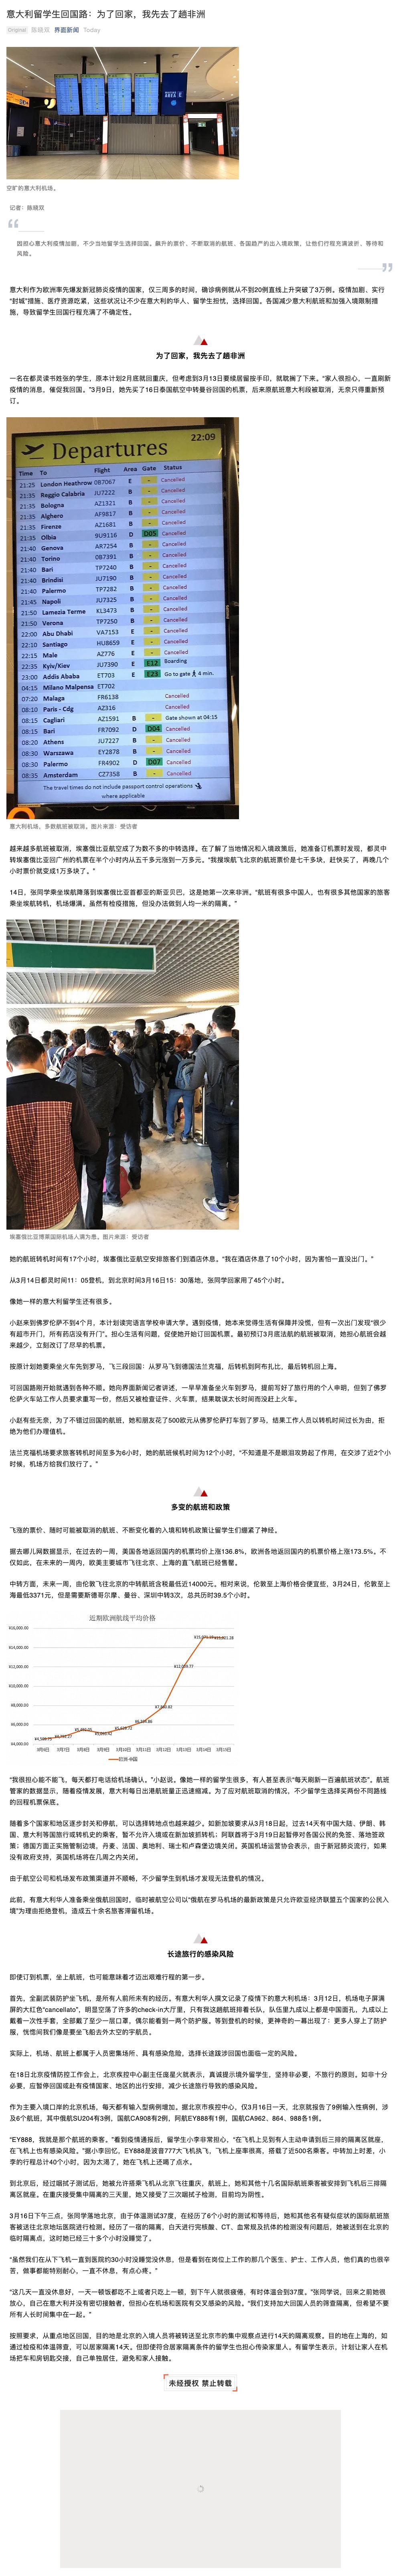 意大利留学生回国路：为了回家，我先去了趟非洲
Original 陈晓双 界面新闻 Today
空旷的意大利机场。
记者：陈晓双
因担心意大利疫情加剧，不少当地留学生选择回国。飙升的票价、不断取消的航班、各国趋严的出入境政策，让他们行程充满波折、等待和
风险。
意大利作为欧洲率先爆发新冠肺炎疫情的国家，仅三周多的时间，确诊病例就从不到20例直线上升突破了3万例。疫情加剧、实行
“封城”措施、医疗资源吃紧，这些状况让不少在意大利的华人、留学生担忧，选择回国。各国减少意大利航班和加强入境限制措
施，导致留学生回国行程充满了不确定性。
为了回家，我先去了趟非洲
一名在都灵读书姓张的学生，原本计划2月底就回重庆，但考虑到3月13日要续居留按手印，就耽搁了下来。“家人很担心，一直刷新
疫情的消息，催促我回国。”3月9日，她先买了16日泰国航空中转曼谷回国的机票，后来原航班意大利段被取消，无奈只得重新预
订。
Departures 22:09
Time To Flight Area Gate Status
21:25 London Heathrow 0B7067 E - Cancelled
21:35 Reggio Calabria JU7222 B - Cancelled
21:35 Bologna AZ1321 B - Cancelled
21:35 Alghero AF9817 B - Cancelled
21:35 Firenze AZ1681 B - Cancelled
21:35 Olbia 9U9116 D D05 Cancelled
21:40 Genova AR7254 B - Cancelled
21:40 Torino 0B7391 B - Cancelled
21:40 Bari TP7240 B - Cancelled
21:40 Brindisi JU7190 B - Cancelled
21:40 Palermo TP7282 B - Cancelled
21:45 Napoli JU7325 B - Cancelled
21:50 Lamezia Terme KL3473 B - Cancelled
21:50 Verona TP7250 B - Cancelled
22:00 Abu Dhabi VA7153 E - Cancelled
22:10 Santiago HU8659 E - Cancelled
22:15 Male AZ776 E - Cancelled
22:35 Kyiv/Kiev JU7390 E E12 Boarding
23:00 Addis Ababa ET703 E E23 Go to gate 4 min.
04:15 Milano Malpensa ET702
07:20 Malaga FR6138 Cancelled
08:10 Paris - Cdg AZ316 Cancelled
08:15 Cagliari AZ1591 B - Gate shown at 04:15
08:15 Bari FR7092 D D04 Cancelled
08:20 Athens JU7227 B - Cancelled
08:30 Warszawa EY2878 B - Cancelled
08:30 Palermo FR4902 D D07 Cancelled
08:35 Amsterdam CZ7358 B - Cancelled
The travel times do not include passport control operations
where applicable
意大利机场，多数航班被取消。图片来源：受访者
越来越多航班被取消，埃塞俄比亚航空成了为数不多的中转选择。在了解了当地情况和入境政策后，她准备订机票时发现，都灵中
转埃塞俄比亚回广州的机票在半个小时内从五千多元涨到一万多元。“我搜埃航飞北京的航班票价是七千多块，赶快买了，再晚几个
小时票价就变成1万多块了。”
14日，张同学乘坐埃航降落到埃塞俄比亚首都亚的斯亚贝巴，这是她第一次来非洲。“航班有很多中国人，也有很多其他国家的旅客
乘坐埃航转机，机场爆满。虽然有检疫措施，但没办法做到人均一米的隔离。”
埃塞俄比亚博莱国际机场人满为患。图片来源：受访者
她的航班转机时间有17个小时，埃塞俄比亚航空安排旅客们到酒店休息。“我在酒店休息了10个小时，因为害怕一直没出门。”
从3月14日都灵时间11：05登机，到北京时间3月16日15：30落地，张同学回家用了45个小时。
像她一样的意大利留学生还有很多。
小赵来到佛罗伦萨不到4个月，本计划读完语言学校申请大学。遇到疫情，她本来觉得生活有保障并没慌，但有一次出门发现“很少
有超市开门，所有药店没有开门”。担心生活有问题，促使她开始订回国机票。最初预订3月底法航的航班被取消，她担心航班会越
来越少，立刻改订了尽早的机票。
按原计划她要乘坐火车先到罗马，飞三段回国：从罗马飞到德国法兰克福，后转机到阿布扎比，最后转机回上海。
可回国路刚开始就遇到各种不顺。她向界面新闻记者讲述，一早早准备坐火车到罗马，提前写好了旅行用的个人申明，但到了佛罗
伦萨火车站工作人员要求重写一份，然后又被检查证件、火车票，结果耽误太长时间而没赶上火车。
小赵有些无奈，为了不错过回国的航班，她和朋友花了500欧元从佛罗伦萨打车到了罗马，结果工作人员以转机时间过长为由，拒
绝为他们办理值机。
法兰克福机场要求旅客转机时间至多为6小时，她的航班候机时间为12个小时，“不知道是不是眼泪攻势起了作用，在交涉了近2个小
时候，机场方给我们放行了。”
多变的航班和政策
飞涨的票价、随时可能被取消的航班、不断变化着的入境和转机政策让留学生们绷紧了神经。
据去哪儿网数据显示，在过去的一周，美国各地返回国内的机票均价上涨136.8%，欧洲各地返回国内的机票价格上涨173.5%。不
仅如此，在未来的一周内，欧美主要城市飞往北京、上海的直飞航班已经售罄。
中转方面，未来一周，由伦敦飞往北京的中转航班含税最低近14000元。相对来说，伦敦至上海价格会便宜些，3月24日，伦敦至上
海最低3371元，但是需要斯德哥尔摩、曼谷、深圳中转3次，总共历时39.5个小时。
近期欧洲航线平均价格
¥16,000.00
¥14,000.00
¥12,000.00
¥10,000.00
¥8,000.00
¥6,000.00
¥4,000.00
3月6日 3月7日 3月8日 3月9日 3月10日 3月11日 3月12日 3月13日 3月14日 3月15日
欧洲-中国
“我很担心能不能飞，每天都打电话给机场确认。”小赵说。像她一样的留学生很多，有人甚至表示“每天刷新一百遍航班状态”。航班
管家的数据显示，随着疫情发展，意大利每日出港航班量正迅速缩减。为了应对航班取消的情况，不少留学生选择买两份不同路线
的回程机票保底。
随着多个国家和地区逐步封关和停航，可以选择转地点也越来越少。如新加坡要求从3月18日起，过去14天有中国大陆、伊朗、韩
国、意大利等国旅行或转机史的乘客，暂不允许入境或在新加坡转机；阿联酋将于3月19日起暂停对各国公民的免签、落地签政
策；德国方面正实施管制边境，丹麦、法国、奥地利、瑞士和卢森堡边境关闭。英国机场运营协会表示，由于新冠肺炎流行，如果
没有政府支持，英国机场将在几周之内关闭。
由于航空公司和机场发布政策渠道并不顺畅，不少留学生到机场才发现无法登机的情况。
此前，有意大利华人准备乘坐俄航回国时，临时被航空公司以“俄航在罗马机场的最新政策是只允许欧亚经济联盟五个国家的公民入
境”为理由拒绝登机，造成五十余名旅客滞留机场。
长途旅行的感染风险
即使订到机票，坐上航班，也可能意味着才迈出艰难行程的第一步。
首先，全副武装防护坐飞机，是所有人前所未有的经历。有意大利华人撰文记录了疫情下的意大利机场：3月12日，机场电子屏满
屏的大红色“cancellato”，明显空荡了许多的check-in大厅里，只有我这趟航班排着长队，队伍里九成以上都是中国面孔，九成以上
戴着一次性手套，全部戴了至少一层口罩，偶尔能看到一两个防护服。等到登机的时候，更神奇的一幕出现了：更多人穿上了防护
服，恍惚间我们像是要坐飞船去外太空的宇航员。
实际上，机场、航班上都属于人员密集场所、具有感染危险，选择长途跋涉回国也面临一定的风险。
在18日北京疫情防控工作会上，北京疾控中心副主任庞星火就表示，真诚提示境外留学生，坚持非必要，不旅行的原则。如非十分
必要，应暂停回国或赴有疫情国家、地区的出行安排，减少长途旅行导致的感染风险。
作为主要入境口岸的北京机场，每天都有输入型病例增加。据北京市疾控中心，仅3月16日一天，北京就报告了9例输入性病例，涉
及6个航班，其中俄航SU204有3例，国航CA908有2例，阿航EY888有1例，国航CA962、864、988各1例。
“EY888，我就是那个航班的乘客。”看到疫情通报后，留学生小李非常担心，“在飞机上见到有人主动申请到后三排的隔离区就座，
在飞机上也有感染风险。”据小李回忆，EY888是波音777大飞机执飞，飞机上座率很高，搭载了近500名乘客。中转加上时差，小
李的行程总计40个小时，因为太渴了，她在飞机上还喝了点水。
到北京后，经过咽拭子测试后，她被允许搭乘飞机从北京飞往重庆，航班上，她和其他十几名国际航班乘客被安排到飞机后三排隔
离区就座。在重庆接受集中隔离的三天里，她又接受了三次咽拭子检测，目前均为阴性。
3月16日下午三点，张同学落地北京，由于体温测试37度，在经历了6个小时的测试和等待后，她和其他名有疑似症状的国际航班旅
客被送往北京地坛医院进行检测。经历了一宿的隔离，白天进行完核酸、CT、血常规及抗体的检测没有问题后，她被送到在北京的
临时隔离点，这时她已经三十多个小时没睡觉了。
“虽然我们在从下飞机一直到医院约30小时没睡觉没休息，但是看到在岗位上工作的那几个医生、护士、工作人员，他们真的也很辛
苦，做事都特别耐心，一直不休息，有点心疼。”
“这几天一直没休息好，一天一顿饭都吃不上或者只吃上一顿，到下午人就很疲倦，有时体温会到37度。”张同学说，回来之前她很
放心，自己在意大利并没有密切接触者，但担心在机场和医院有交叉感染的风险。“我们支持加大回国人员的筛查隔离，但希望不要
所有人长时间集中在一起。”
按照要求，从重点地区回国，目的地是北京的入境人员将被转送至北京市的集中观察点进行14天的隔离观察。目的地在上海的，如
通过检疫和体温筛查，可以居家隔离14天。但即使符合居家隔离条件的留学生也担心传染家里人。有留学生表示，计划让家人在机
场把车和房钥匙交接，自己单独居住，避免和家人接触。
未经授权 禁止转载